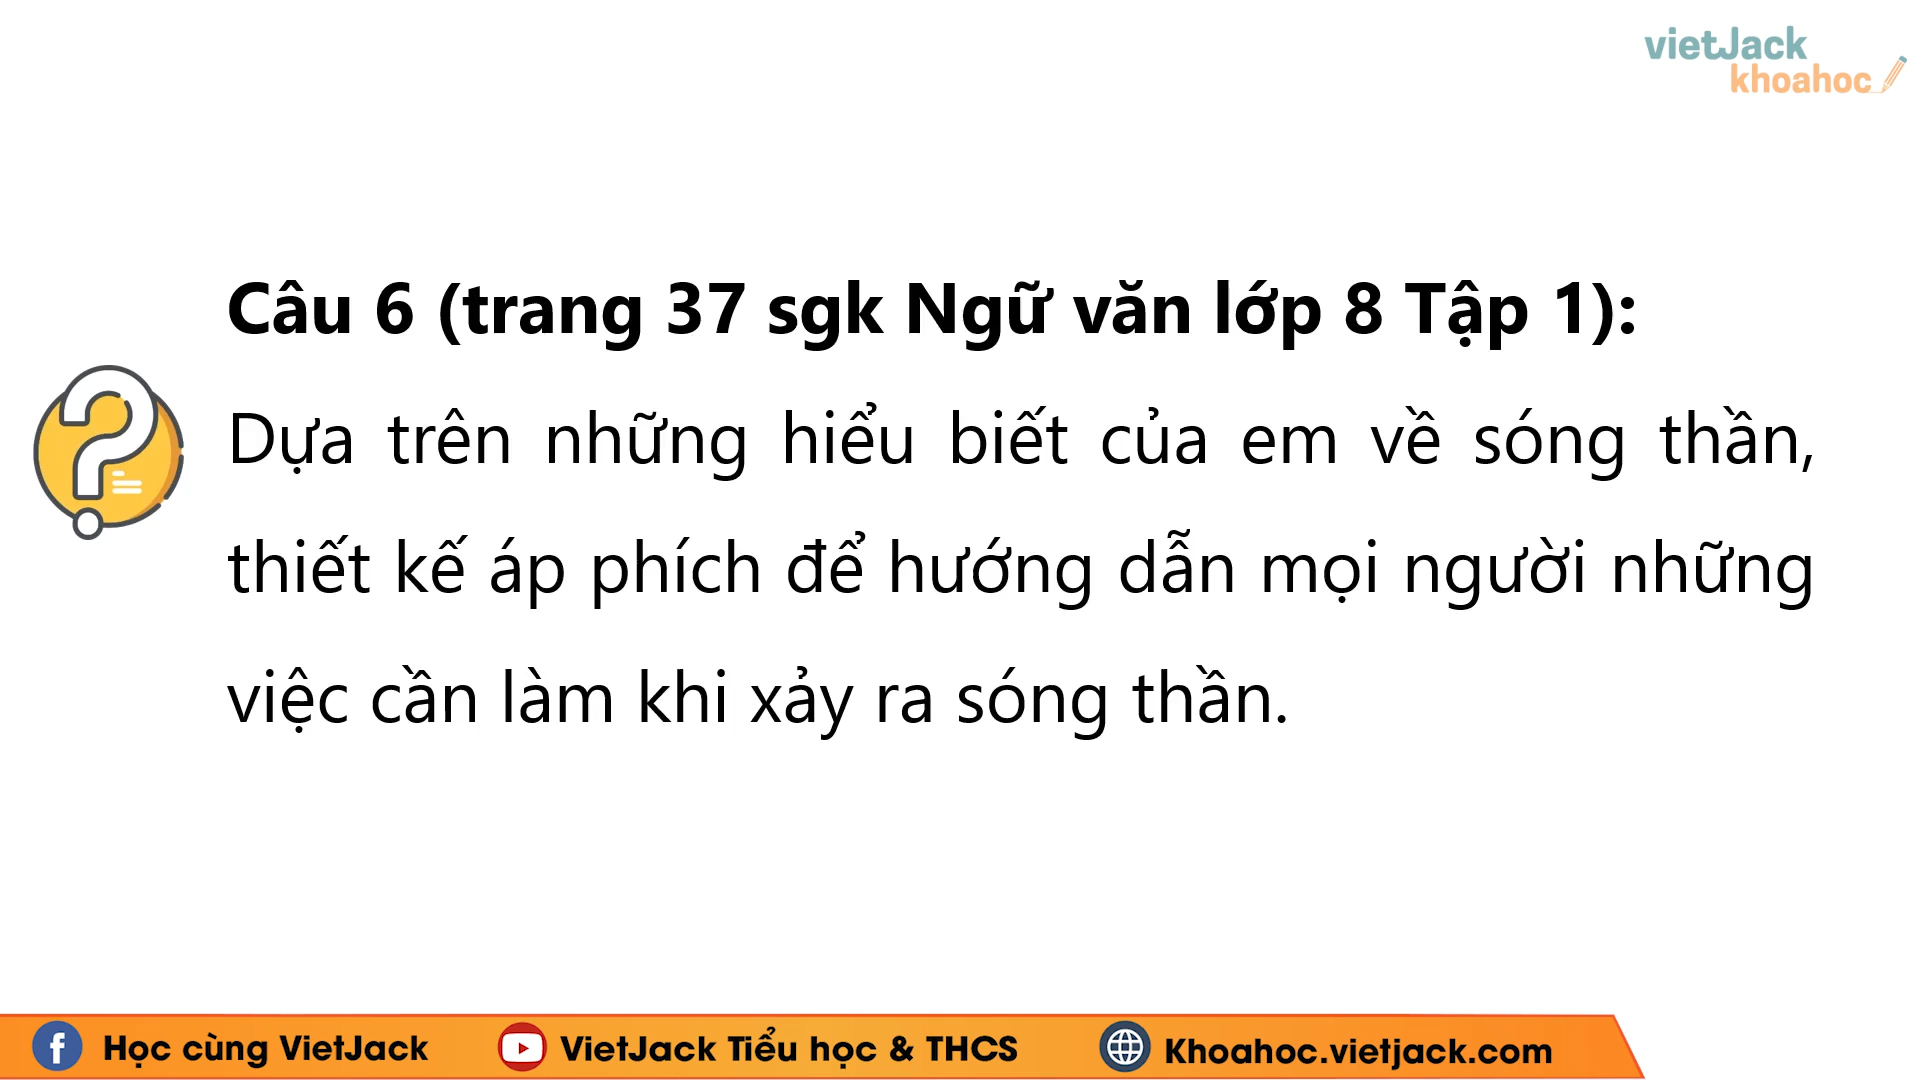 vietJack
khoahoc
Câu 6 (trang 37 sgk Ngữ văn lớp 8 Tập 1):
Dựa trên những hiểu biết của em về sóng thần,
thiết kế áp phích để hướng dẫn mọi người những
việc cần làm khi xảy ra sóng thần.
Học cùng VietJack
VietJack Tiểu học & THCS
Khoahoc.vietjack.com